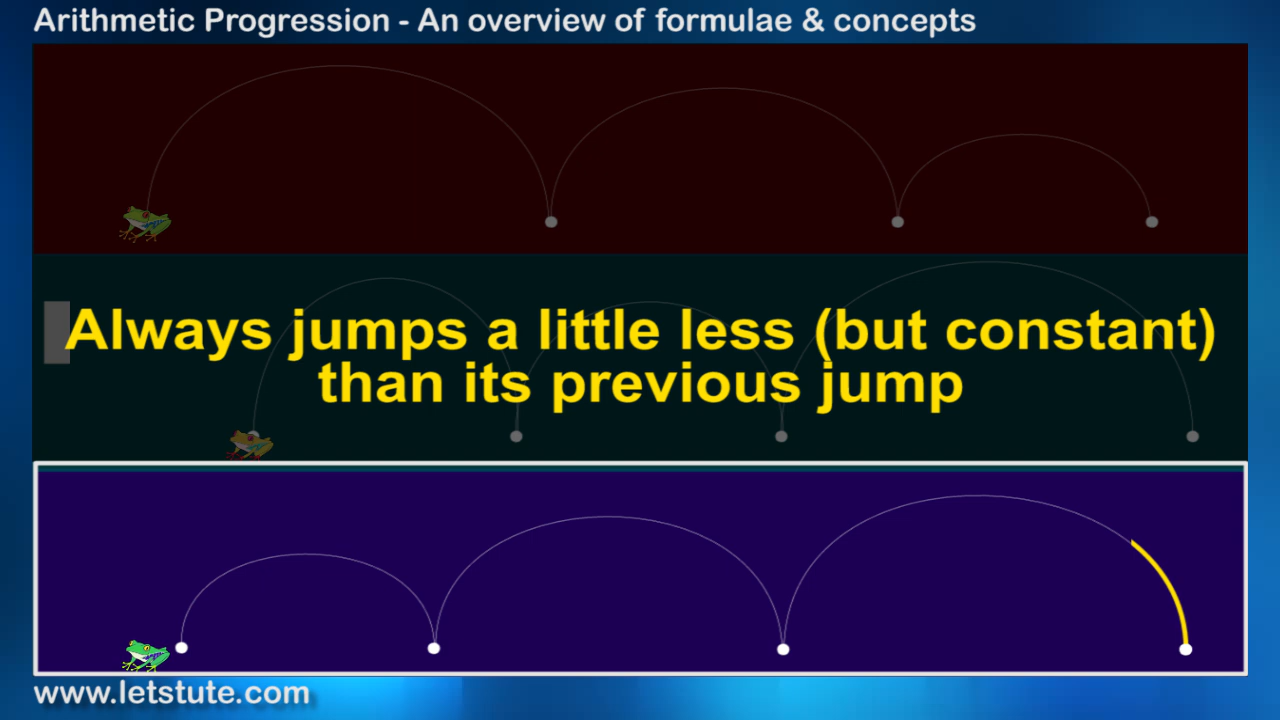 Arithmetic Progression - An overview of formulae & concepts
Always jumps a little less (but constant)
than its previous jump
www.letstute.com